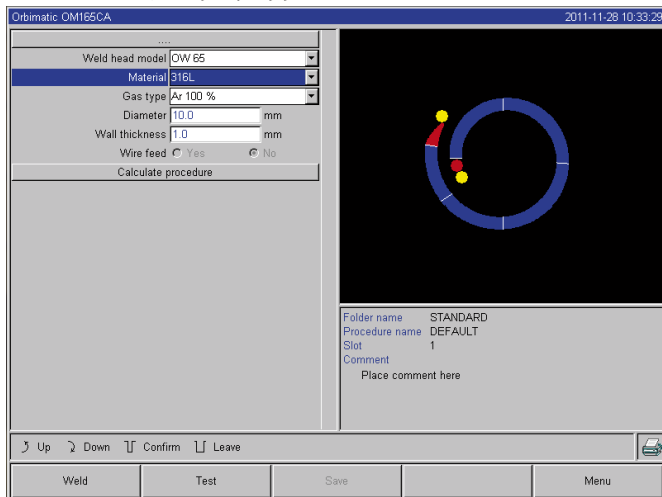 Orbimatic OM165CA 2011-11-28 10:33:29
....
Weld head model OW 65
Material 316L
Gas type Ar 100 %
Diameter 10.0 mm
Wall thickness 1.0 mm
Wire feed Yes No
Calculate procedure
Folder name STANDARD
Procedure name DEFAULT
Slot 1
Comment
Place comment here
Up Down Confirm Leave
Weld Test Save Menu